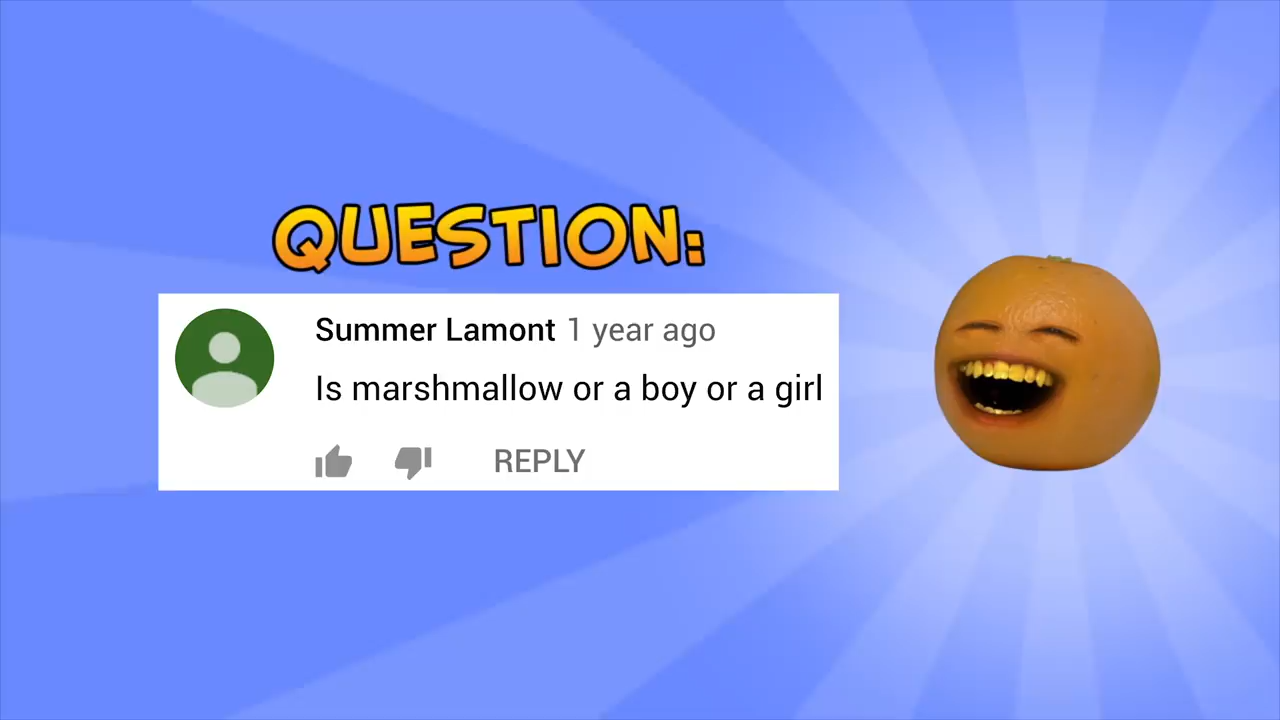 QUESTION:
Summer Lamont 1 year ago
Is marshmallow or a boy or a girl
REPLY